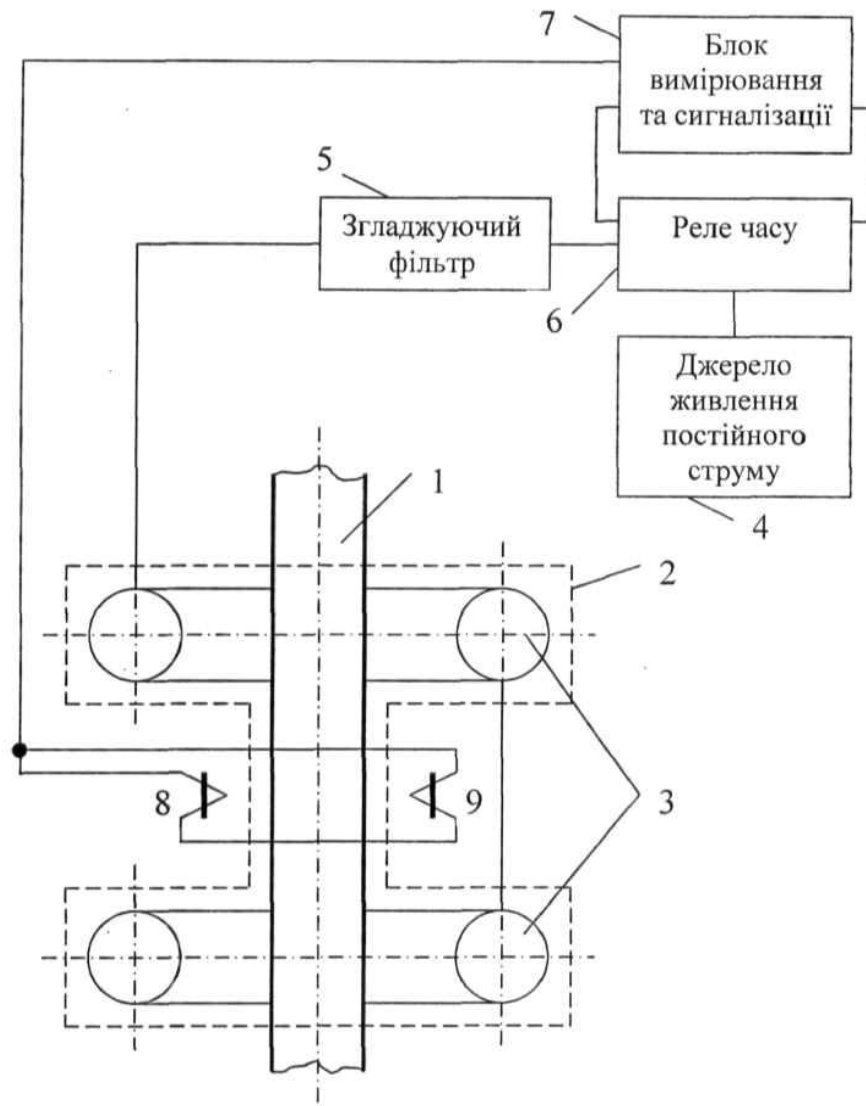 7
Блок
вимірювання
та сигналізації
5
Згладжуючий
фільтр
Реле часу
6
Джерело
живлення
постійного
струму
4
1
2
8
9
3